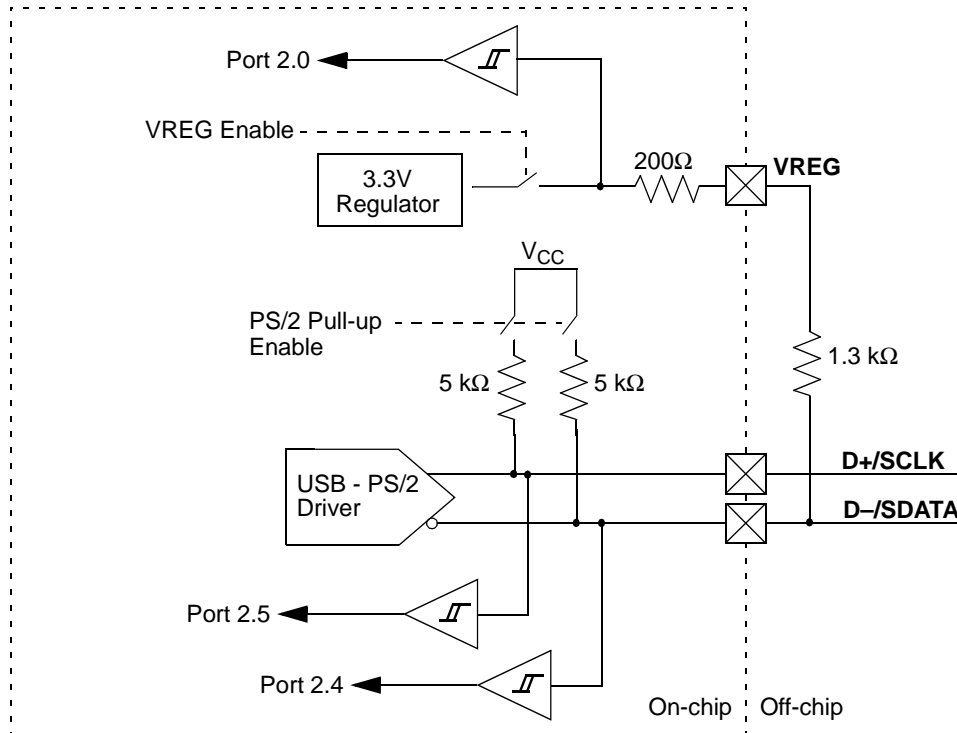 Port 2.0
VREG Enable
200Ω
VREG
3.3V
Regulator
VCC
PS/2 Pull-up
Enable
1.3 kΩ
5 kΩ
5 kΩ
D+/SCLK
USB - PS/2
Driver
D–/SDATA
Port 2.5
Port 2.4
On-chip
Off-chip